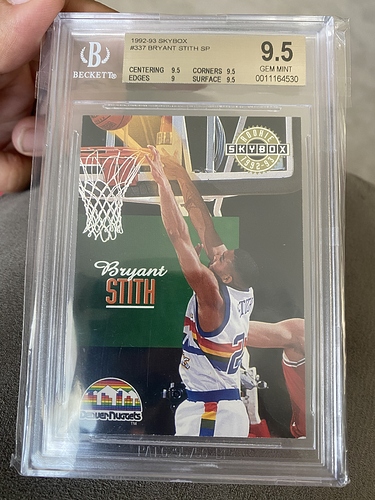 1992-93 SKYBOX
#337 BRYANT STITH SP
BECKETT®
CENTERING 9.5 CORNERS 9.5
EDGES 9 SURFACE 9.5
9.5
GEM MINT
0011164530
ROOKIE
SKYBOX
1992-93
Bryant
STITH
DENVER NUGGETS
TM